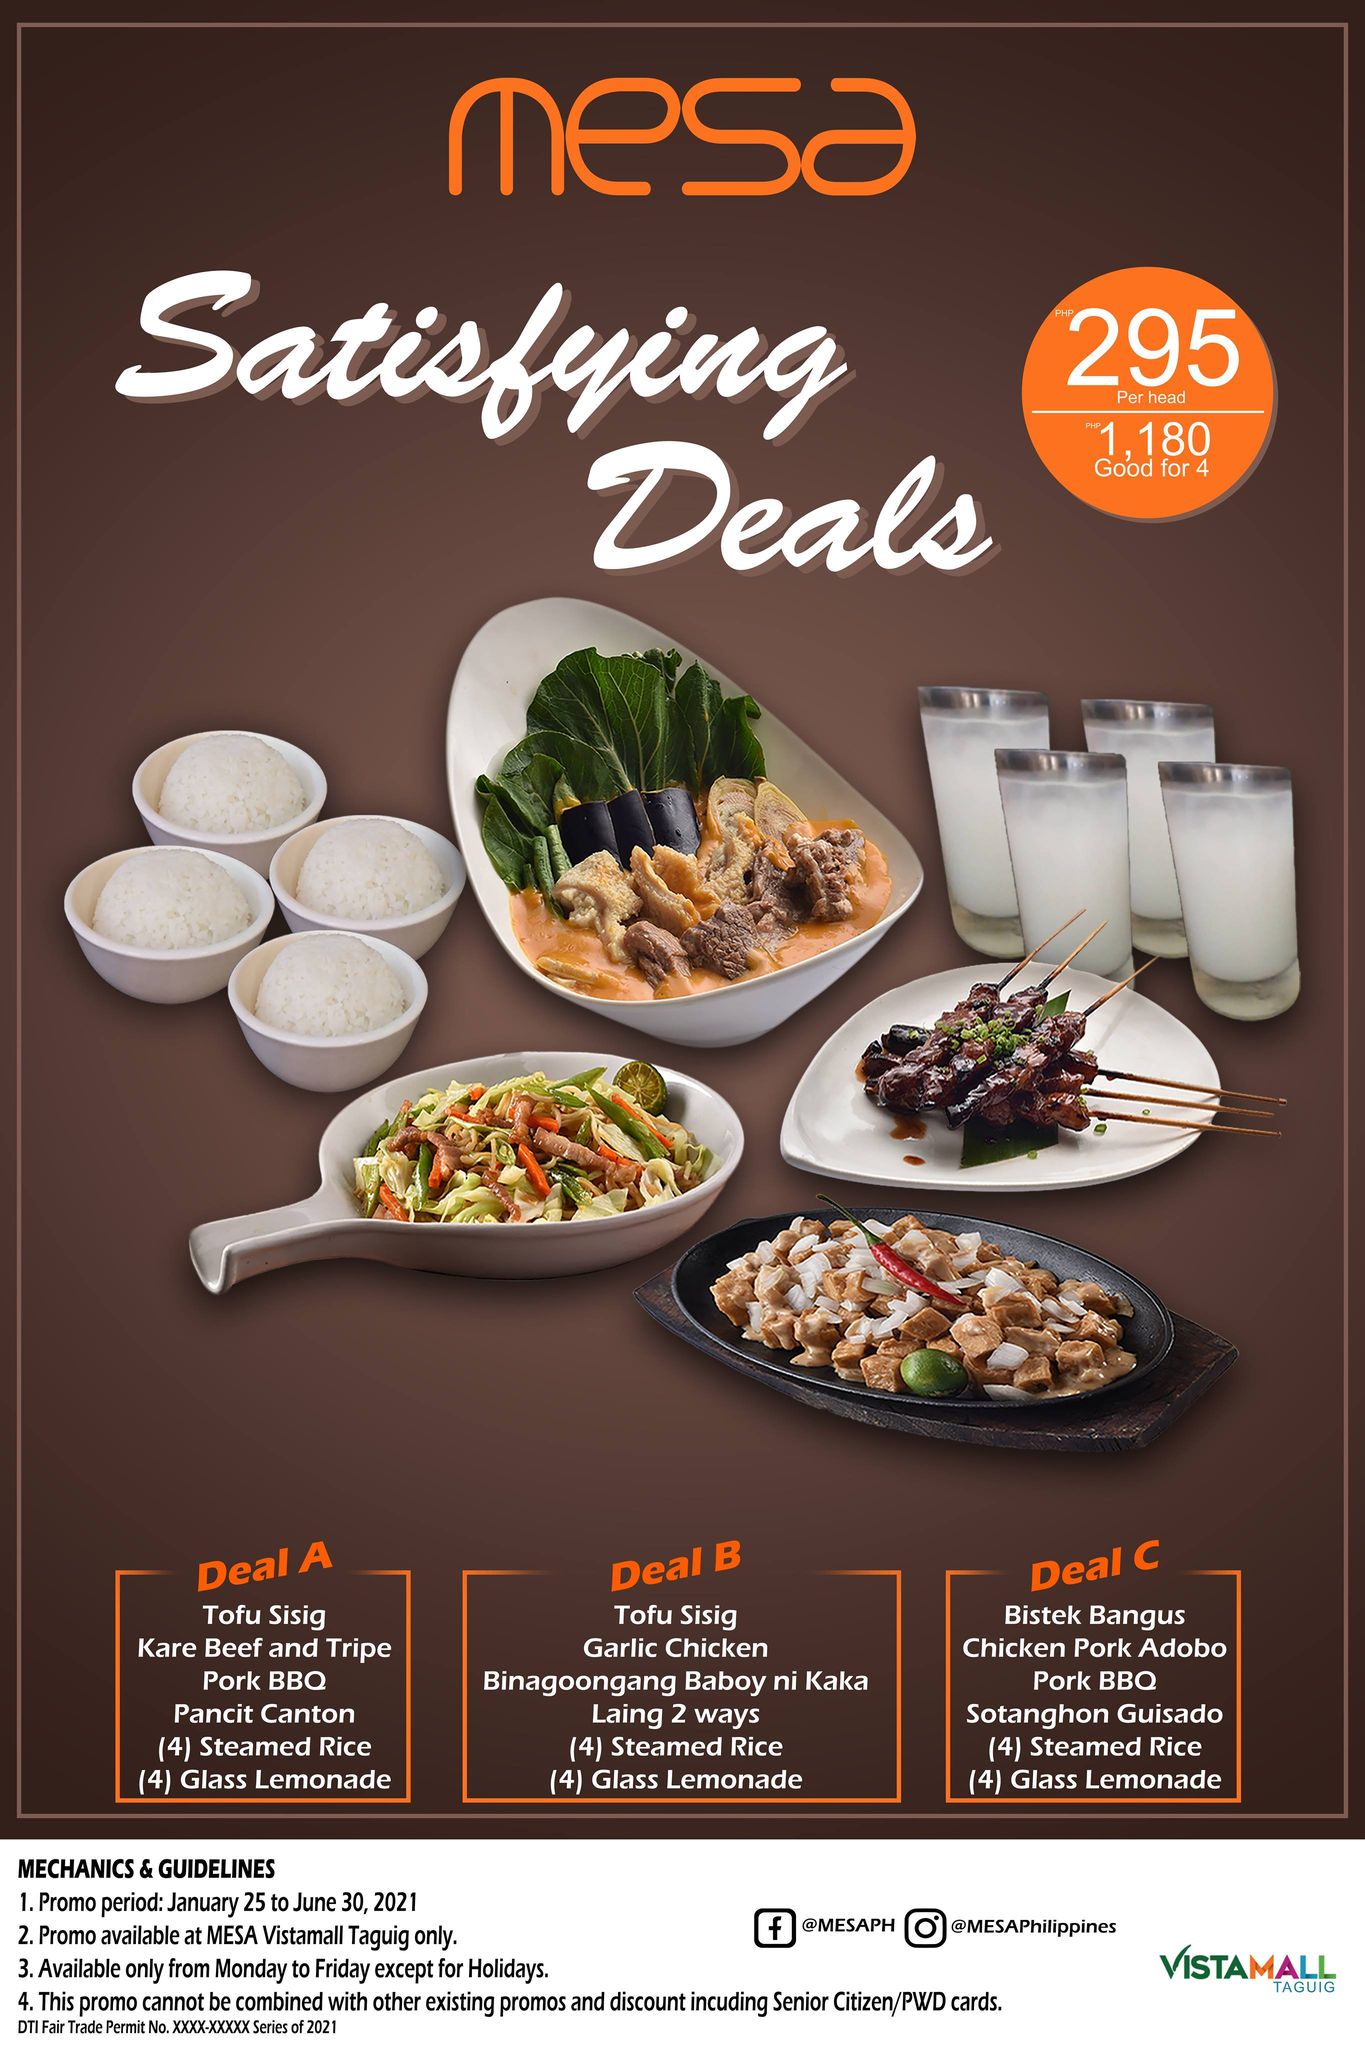 mesa
Satisfying
Deals
PHP 295
Per head
PHP 1,180
Good for 4
Deal A
Tofu Sisig
Kare Beef and Tripe
Pork BBQ
Pancit Canton
(4) Steamed Rice
(4) Glass Lemonade
Deal B
Tofu Sisig
Garlic Chicken
Binagoongang Baboy ni Kaka
Laing 2 ways
(4) Steamed Rice
(4) Glass Lemonade
Deal C
Bistek Bangus
Chicken Pork Adobo
Pork BBQ
Sotanghon Guisado
(4) Steamed Rice
(4) Glass Lemonade
MECHANICS & GUIDELINES
1. Promo period: January 25 to June 30, 2021
2. Promo available at MESA Vistamall Taguig only.
3. Available only from Monday to Friday except for Holidays.
4. This promo cannot be combined with other existing promos and discount incuding Senior Citizen/PWD cards.
DTI Fair Trade Permit No. XXXX-XXXXX Series of 2021
@MESAPH @MESAPhilippines
VISTAMALL
TAGUIG